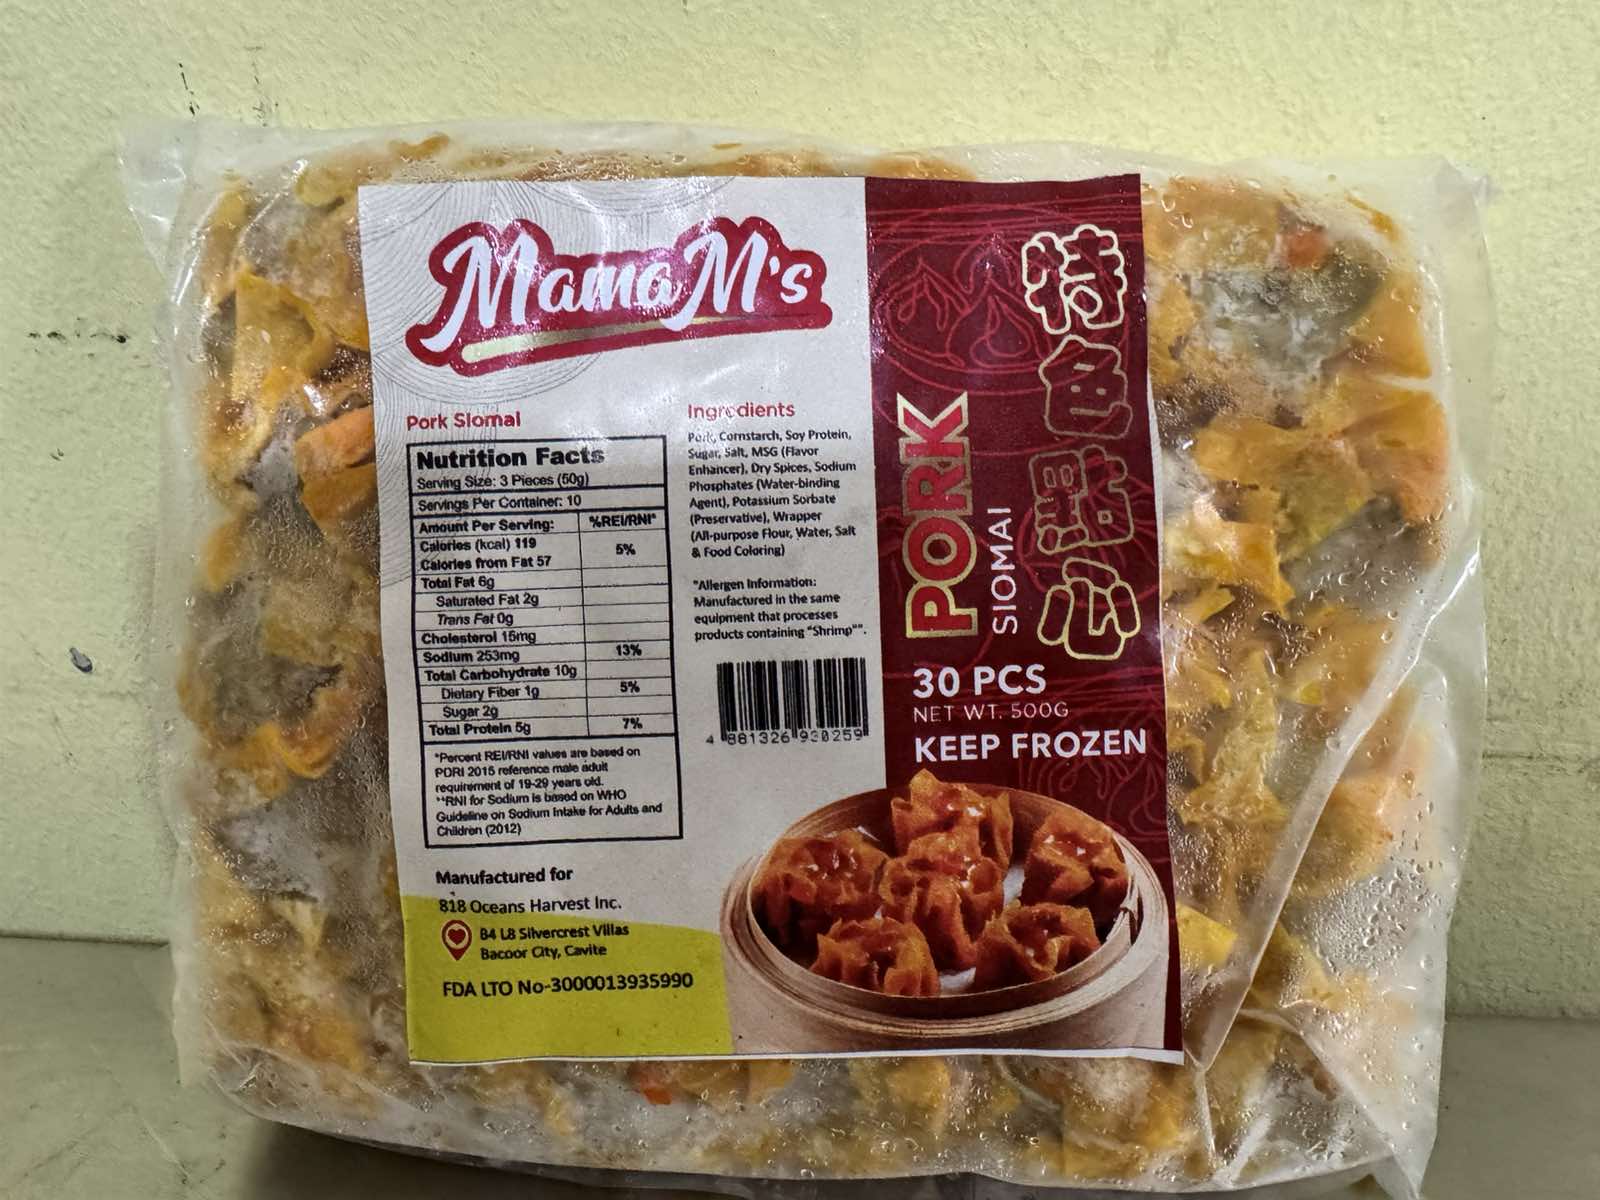 Mama M's
Pork Siomai
Nutrition Facts
Serving Size: 3 Pieces (50g)
Servings Per Container: 10
Amount Per Serving: %REI/RNI*
Calories (kcal) 119
5%
Calories from Fat 57
Total Fat 6g
Saturated Fat 2g
Trans Fat 0g
Cholesterol 15mg
Sodium 253mg 13%
Total Carbohydrate 10g
Dietary Fiber 1g 5%
Sugar 2g
Total Protein 5g 7%
*Percent REI/RNI values are based on
PDRI 2015 reference male adult
requirement of 19-29 years old.
**RNI for Sodium is based on WHO
Guideline on Sodium Intake for Adults and
Children (2012)
Manufactured for
818 Oceans Harvest Inc.
B4 L8 Silvercrest Villas
Bacoor City, Cavite
FDA LTO No-3000013935990
Ingredients
Pork, Cornstarch, Soy Protein,
Sugar, Salt, MSG (Flavor
Enhancer), Dry Spices, Sodium
Phosphates (Water-binding
Agent), Potassium Sorbate
(Preservative), Wrapper
(All-purpose Flour, Water, Salt
& Food Coloring)
*Allergen Information:
Manufactured in the same
equipment that processes
products containing "Shrimp"".
4 881326 930259
PORK
SIOMAI
特色點心
30 PCS
NET WT. 500G
KEEP FROZEN